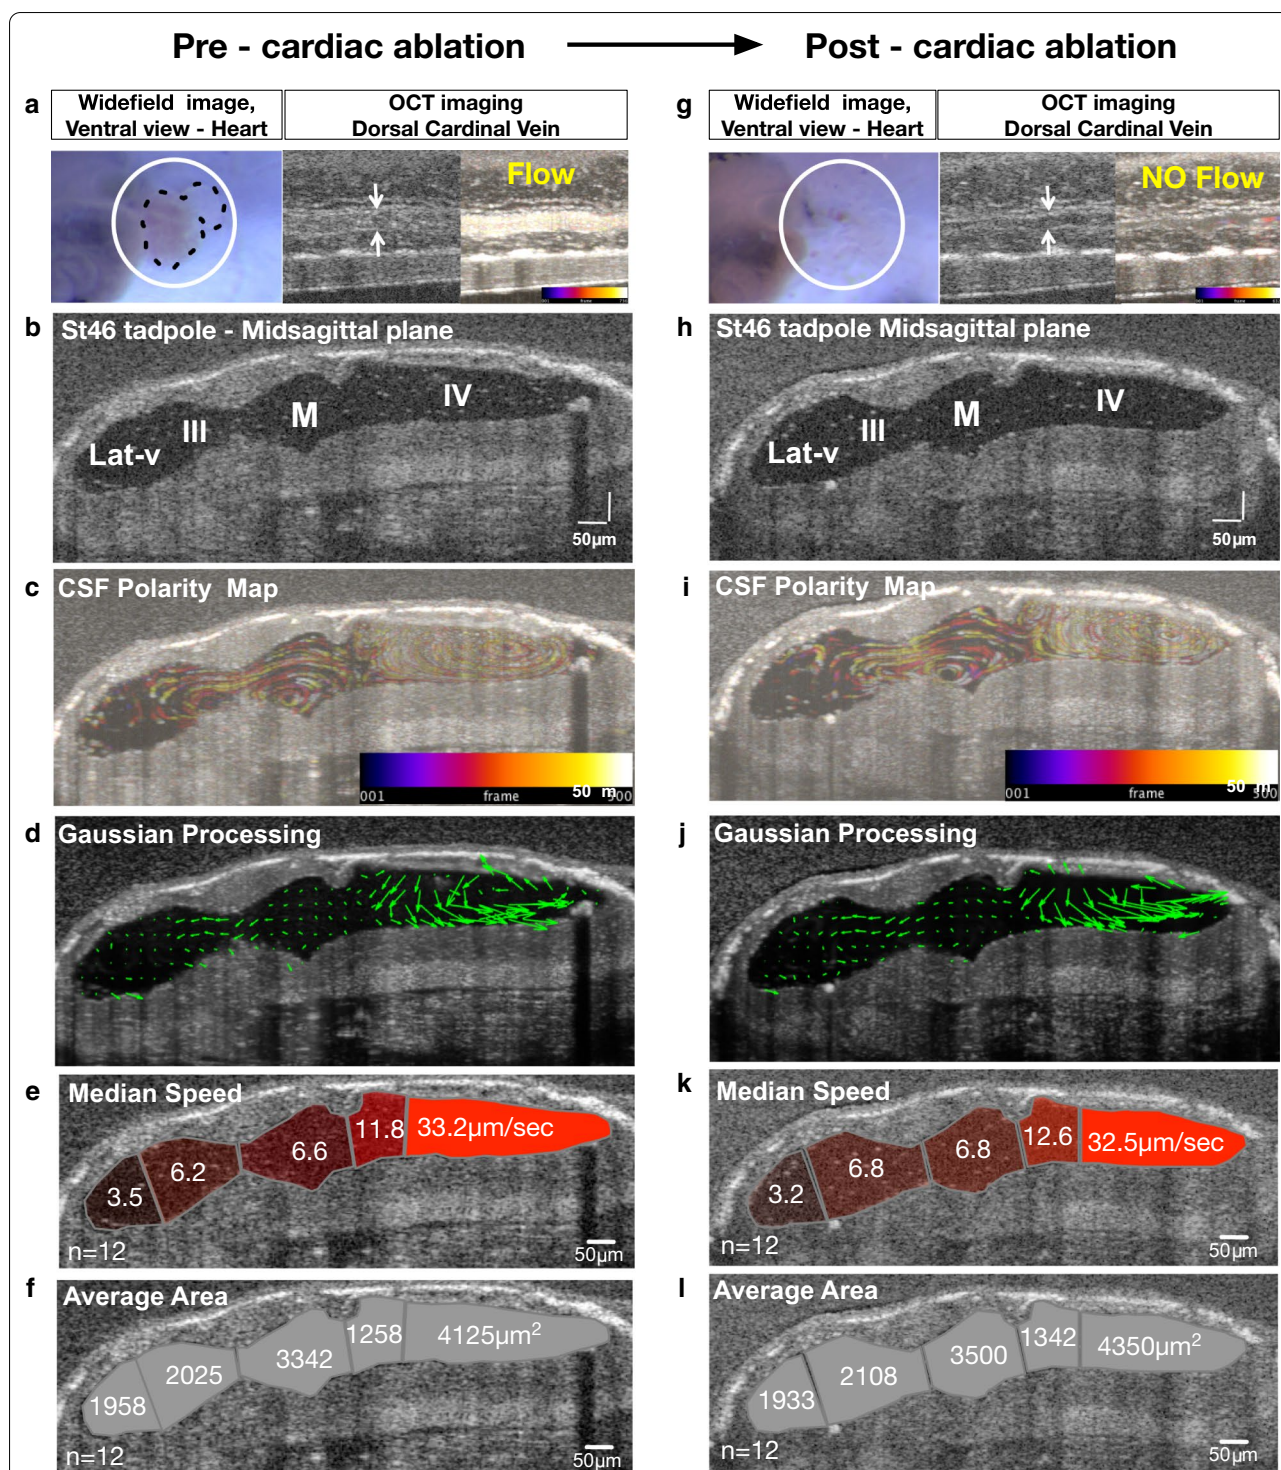 Pre - cardiac ablation
Post - cardiac ablation
a
Widefield image,
Ventral view - Heart
OCT imaging
Dorsal Cardinal Vein
Flow
b
St46 tadpole - Midsagittal plane
Lat-v
III
M
IV
50µm
c
CSF Polarity Map
001
frame
50 m
d
Gaussian Processing
e
Median Speed
3.5
6.2
6.6
11.8
33.2µm/sec
n=12
50µm
f
Average Area
1958
2025
3342
1258
4125µm²
n=12
50µm
g
Widefield image,
Ventral view - Heart
OCT imaging
Dorsal Cardinal Vein
NO Flow
h
St46 tadpole Midsagittal plane
Lat-v
III
M
IV
50µm
i
CSF Polarity Map
001
frame
50 m
j
Gaussian Processing
k
Median Speed
3.2
6.8
6.8
12.6
32.5µm/sec
n=12
50µm
l
Average Area
1933
2108
3500
1342
4350µm²
n=12
50µm